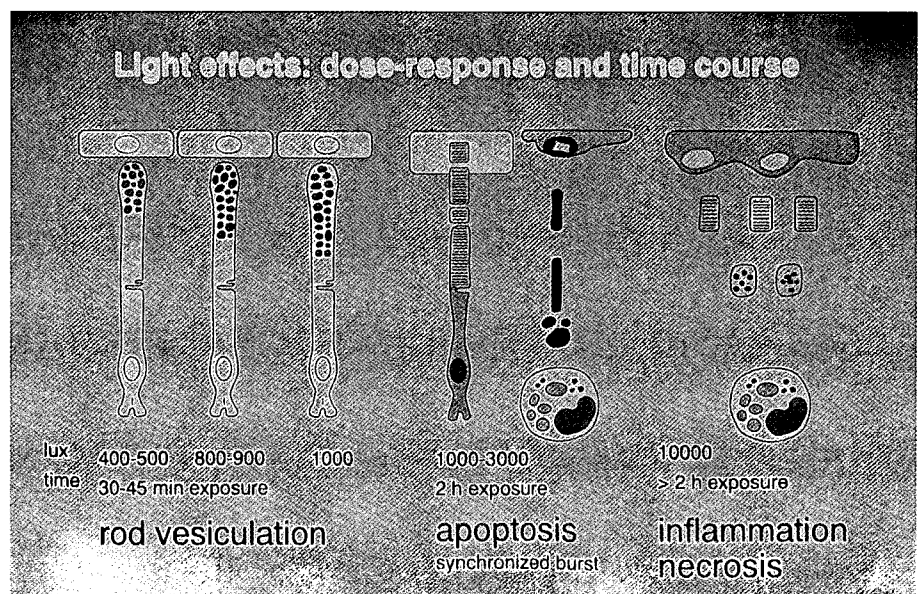 Light effects: dose-response and time course
lux 400-500 800-900 1000 1000-3000 10000
time 30-45 min exposure 2 h exposure > 2 h exposure
rod vesiculation apoptosis inflammation
synchronized burst necrosis